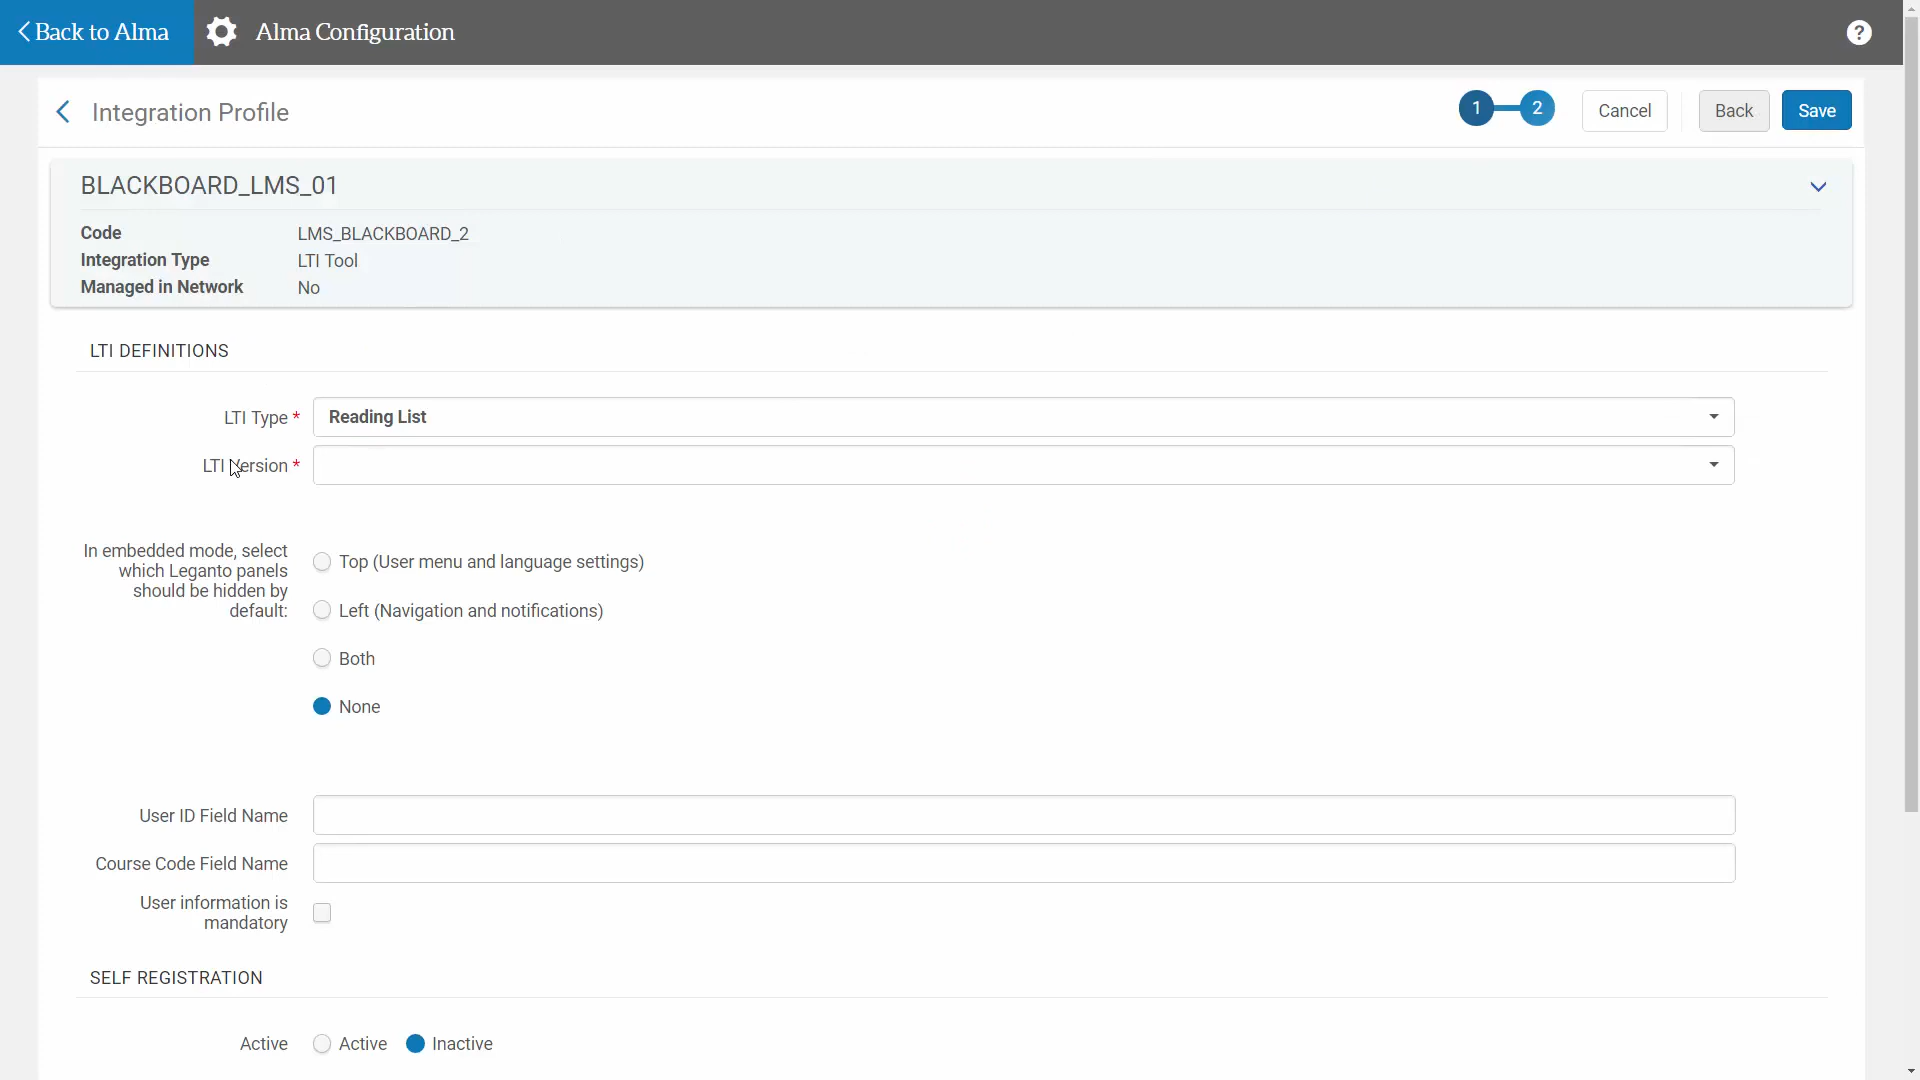 Back to Alma
Alma Configuration
?
Integration Profile
1
2
Cancel
Back
Save
BLACKBOARD_LMS_01
Code LMS_BLACKBOARD_2
Integration Type LTI Tool
Managed in Network No
LTI DEFINITIONS
LTI Type * Reading List
LTI Version *
In embedded mode, select
which Leganto panels
should be hidden by
default:
Top (User menu and language settings)
Left (Navigation and notifications)
Both
None
User ID Field Name
Course Code Field Name
User information is
mandatory
SELF REGISTRATION
Active Active Inactive